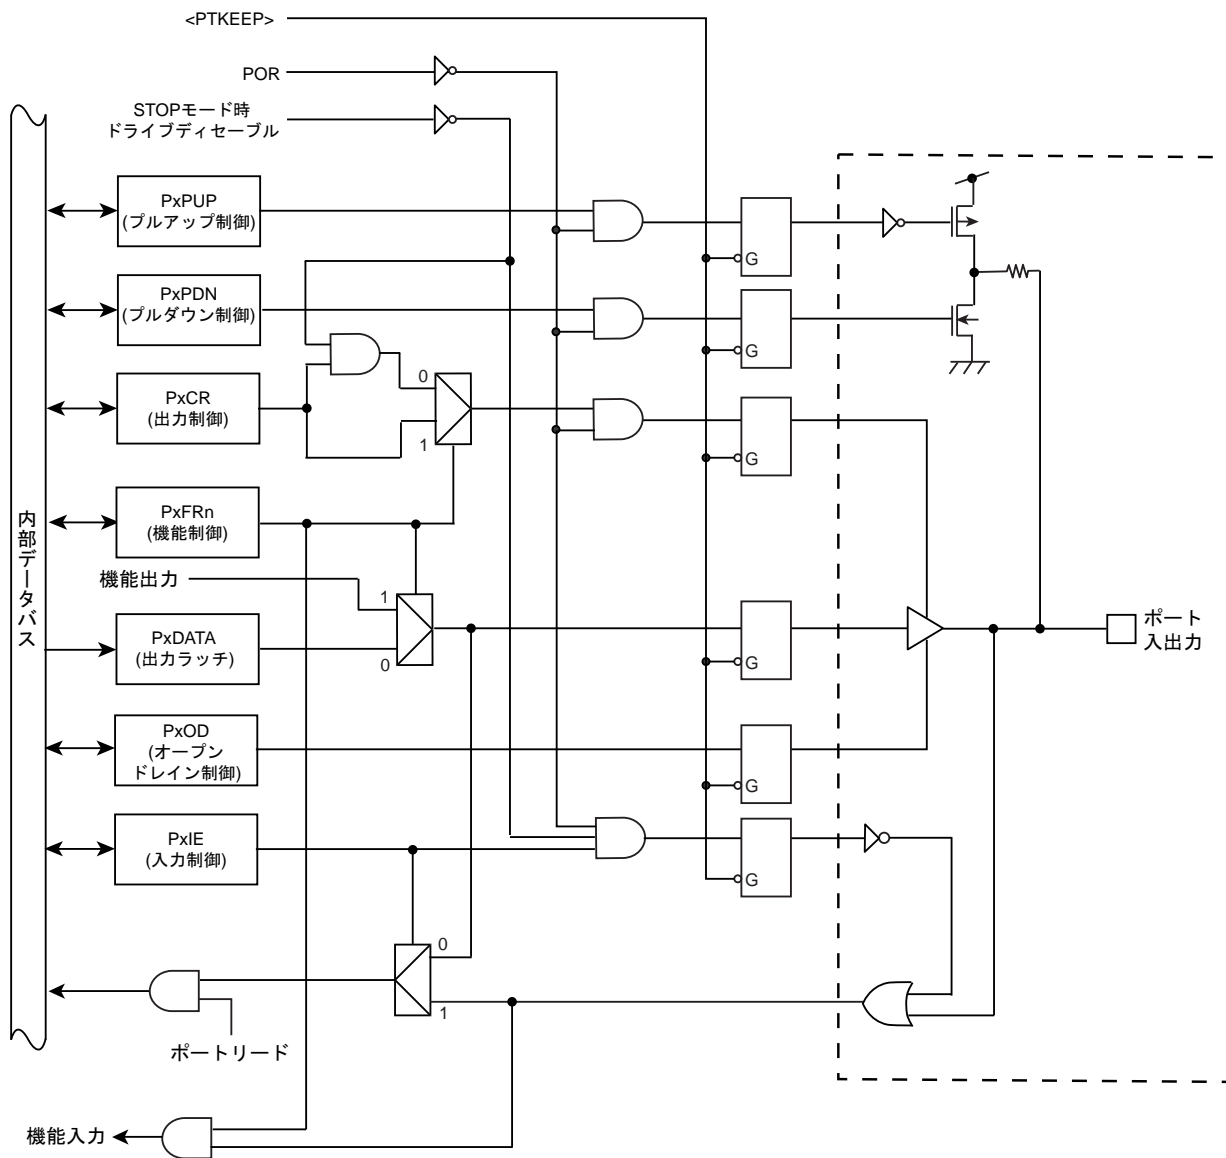 <PTKEEP>
POR
STOPモード時
ドライブディセーブル
PxPUP
(プルアップ制御)
G
PxPDN
(プルダウン制御)
G
PxCR
(出力制御)
0
1
G
PxFRn
(機能制御)
内部データバス
機能出力
1
0
PxDATA
(出力ラッチ)
G
ポート
入出力
PxOD
(オープン
ドレイン制御)
G
PxIE
(入力制御)
G
0
1
ポートリード
機能入力